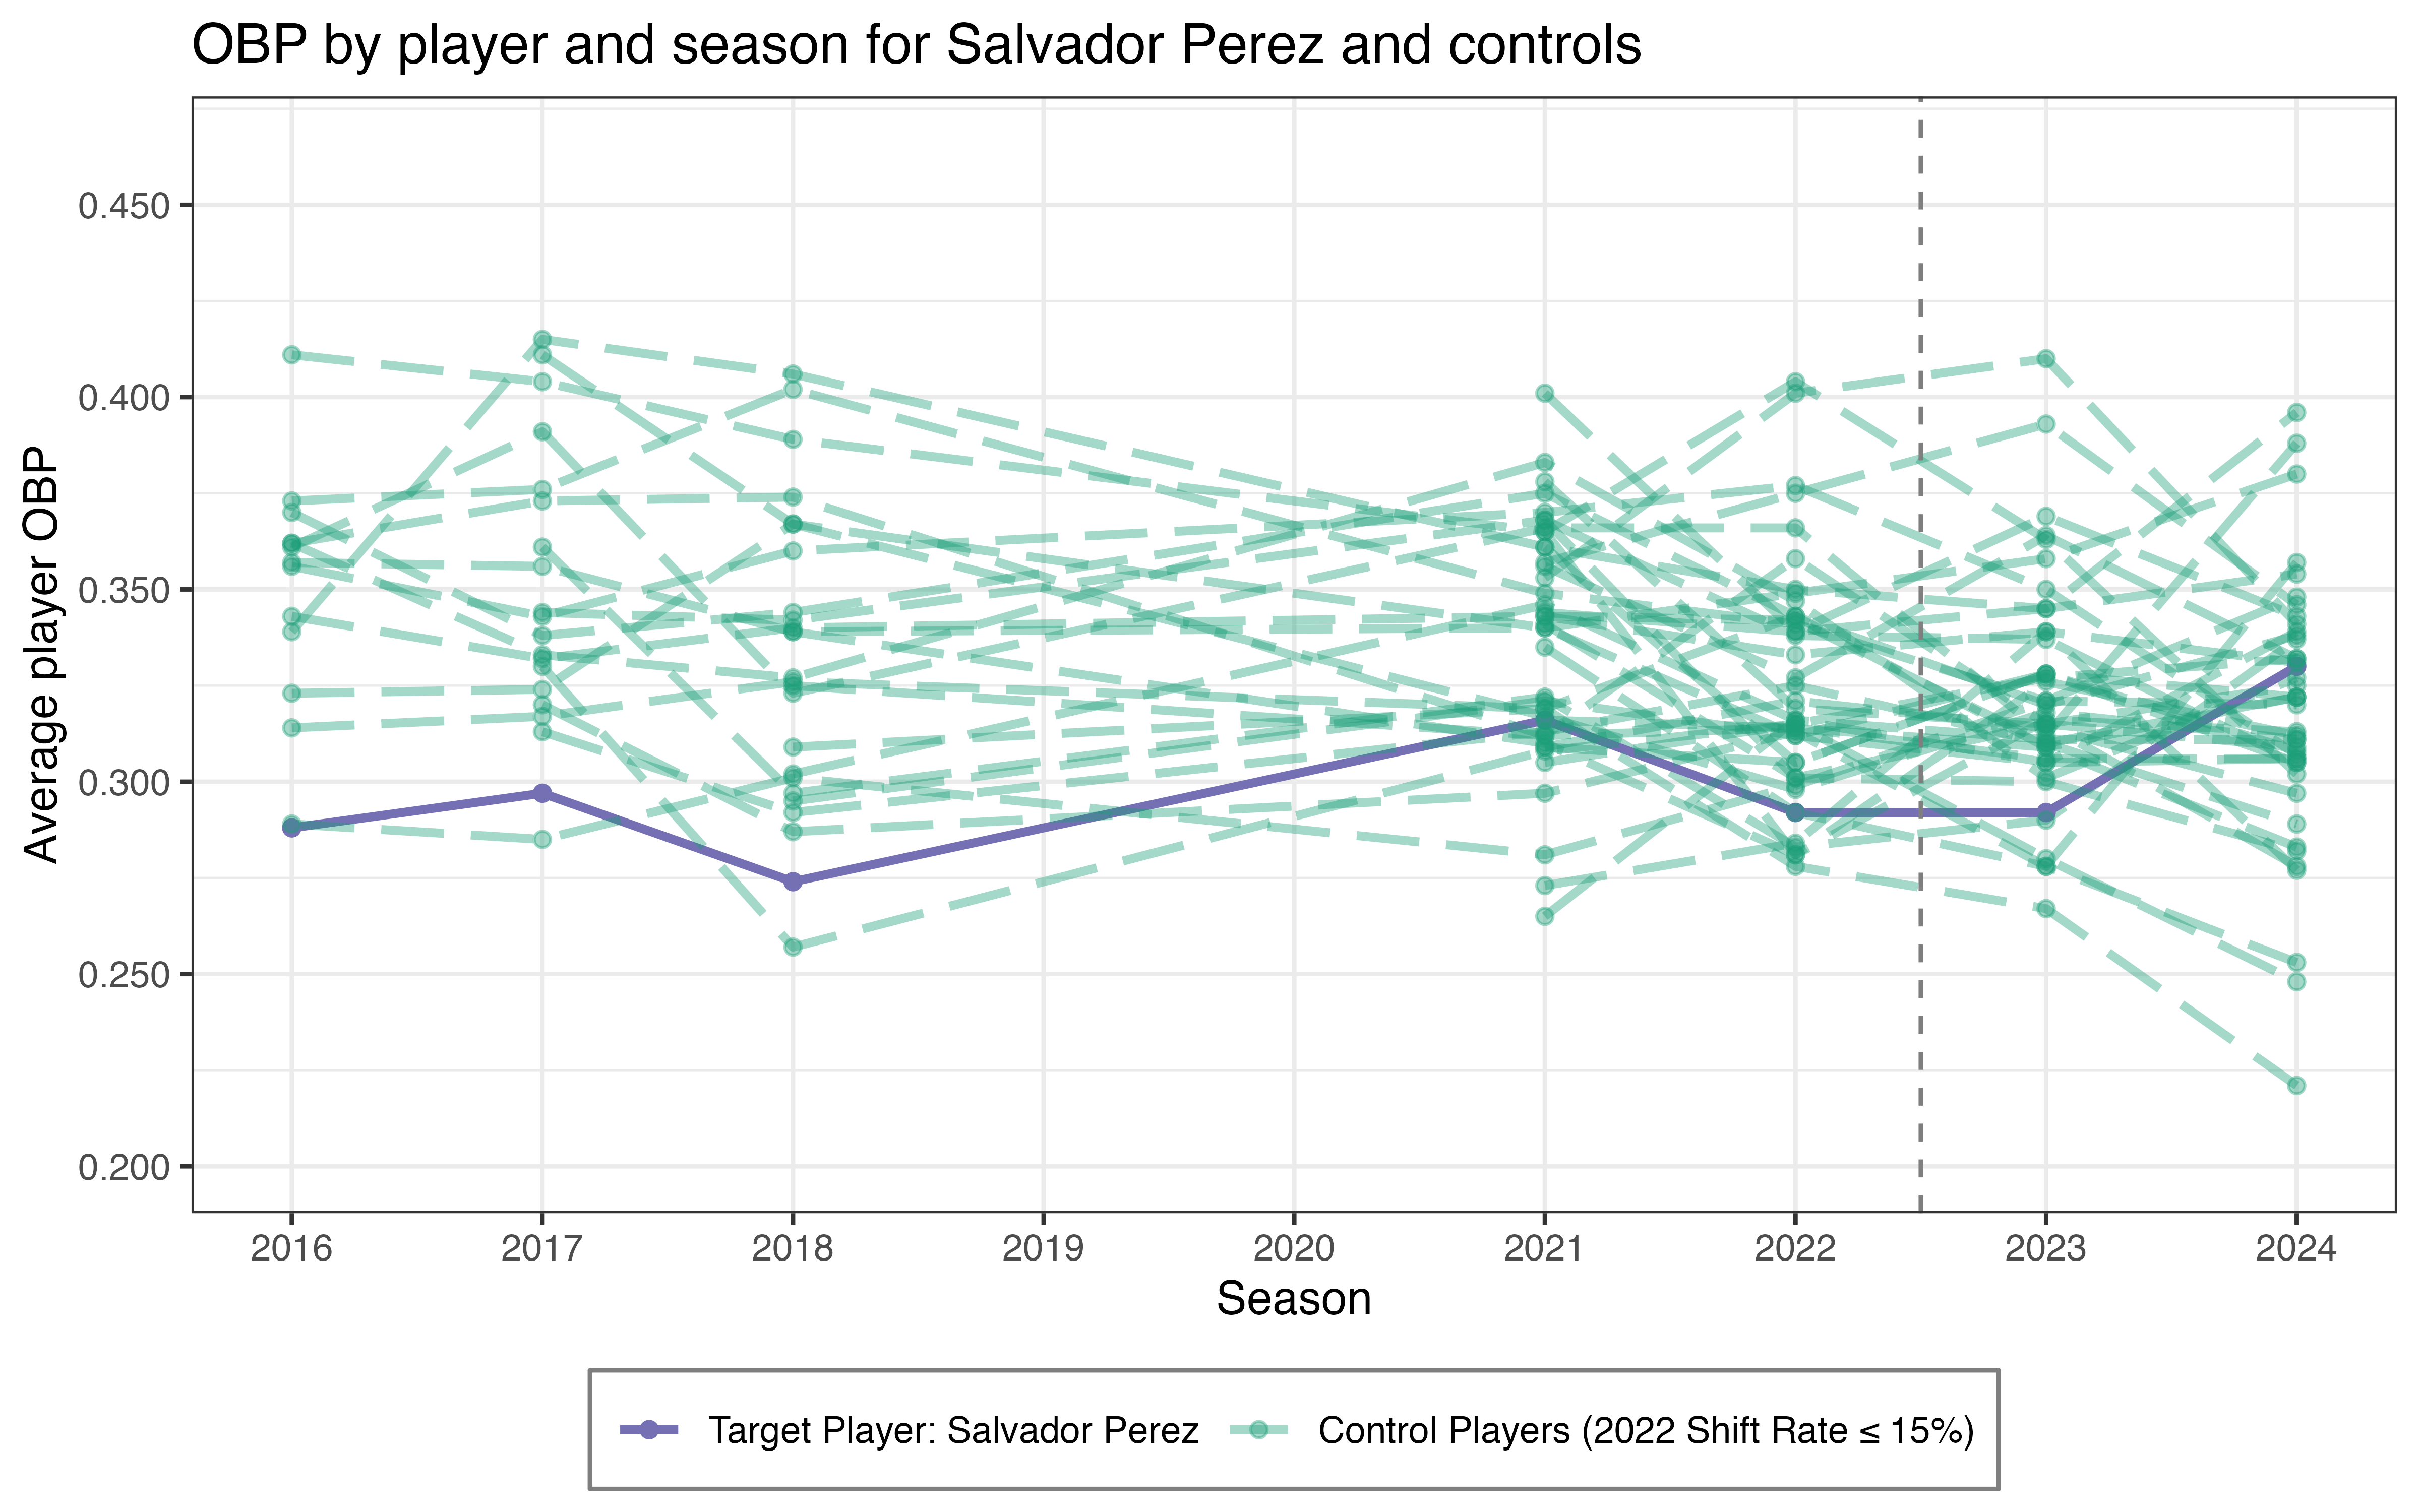 OBP by player and season for Salvador Perez and controls
Average player OBP
0.450
0.400
0.350
0.300
0.250
0.200
2016 2017 2018 2019 2020 2021 2022 2023 2024
Season
Target Player: Salvador Perez Control Players (2022 Shift Rate ≤ 15%)